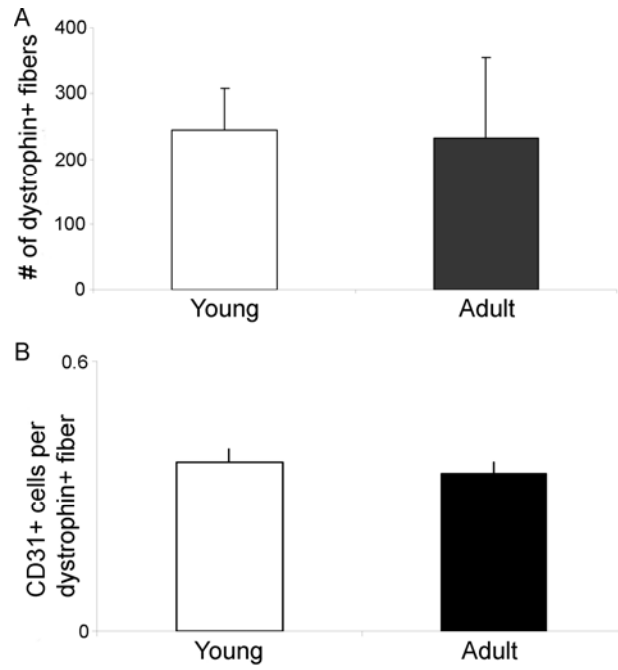 A
# of dystrophin+ fibers
400
300
200
100
0
Young
Adult
B
CD31+ cells per
dystrophin+ fiber
0.6
0
Young
Adult